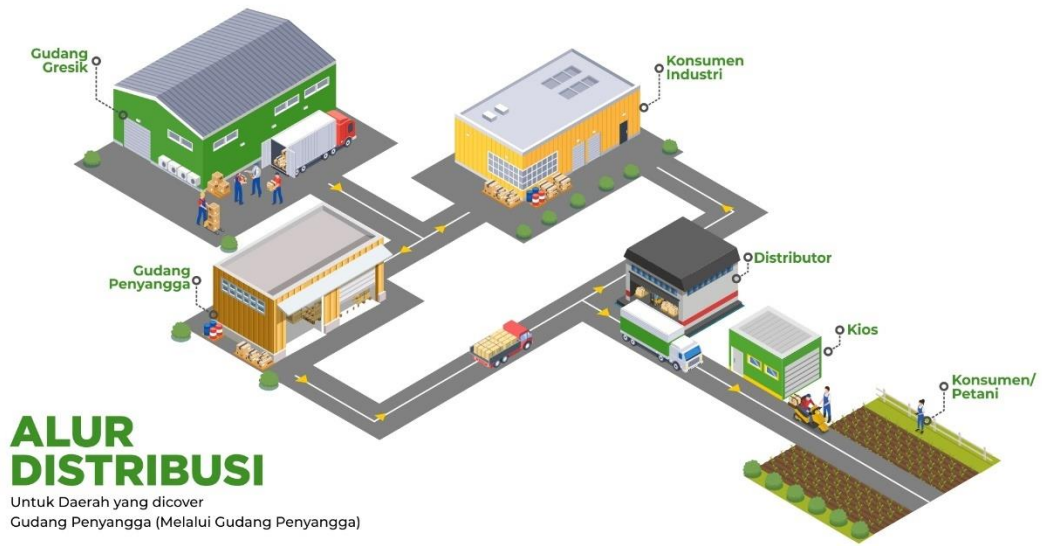 Gudang
Gresik
Konsumen
Industri
Gudang
Penyangga
Distributor
Kios
Konsumen/
Petani
ALUR
DISTRIBUSI
Untuk Daerah yang dicover
Gudang Penyangga (Melalui Gudang Penyangga)